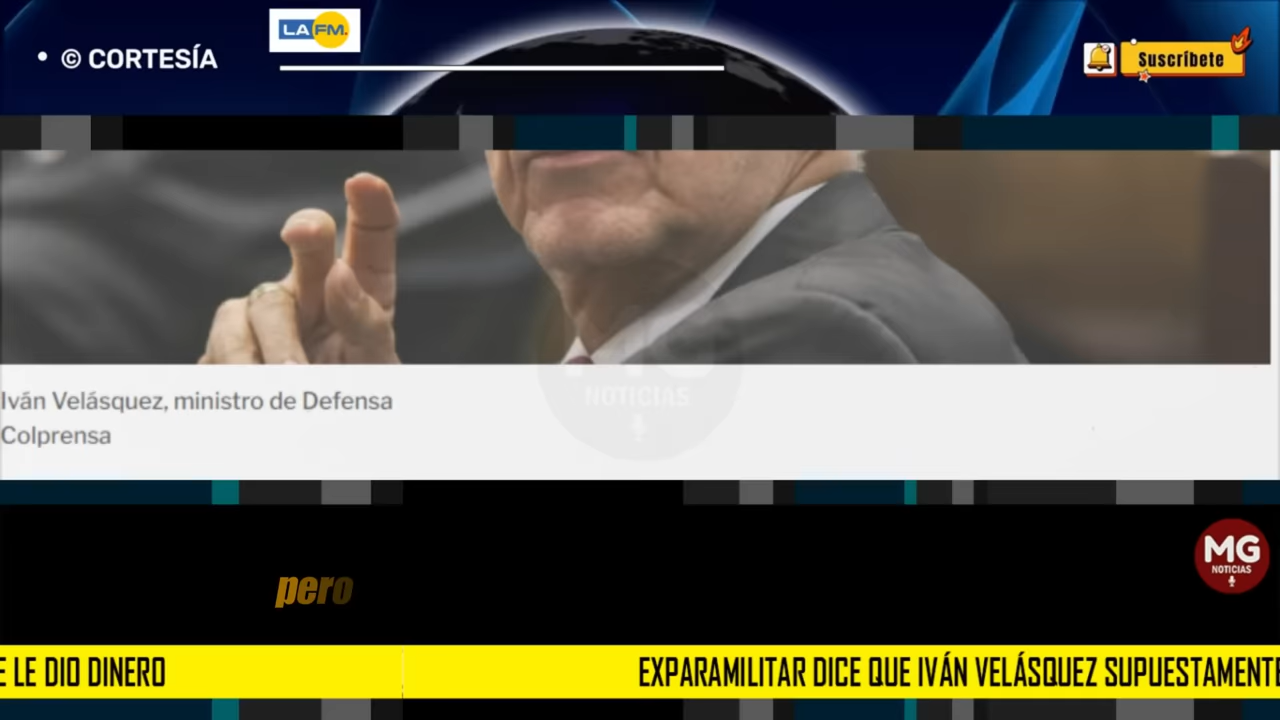 • © CORTESÍA
LA FM.
Suscríbete
Iván Velásquez, ministro de Defensa
Colprensa
MG
NOTICIAS
pero
MG
NOTICIAS
E LE DIO DINERO
EXPARAMILITAR DICE QUE IVÁN VELÁSQUEZ SUPUESTAMENTE